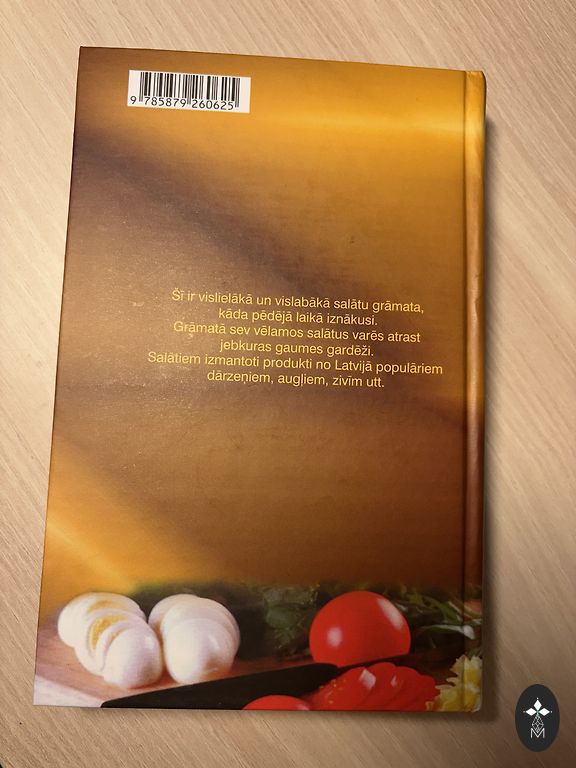 9 785879 260625
Šī ir vislielākā un vislabākā salātu grāmata,
kāda pēdējā laikā iznākusi.
Grāmatā sev vēlamos salātus varēs atrast
jebkuras gaumes gardēži.
Salātiem izmantoti produkti no Latvijā populāriem
dārzeņiem, augļiem, zivīm utt.
M